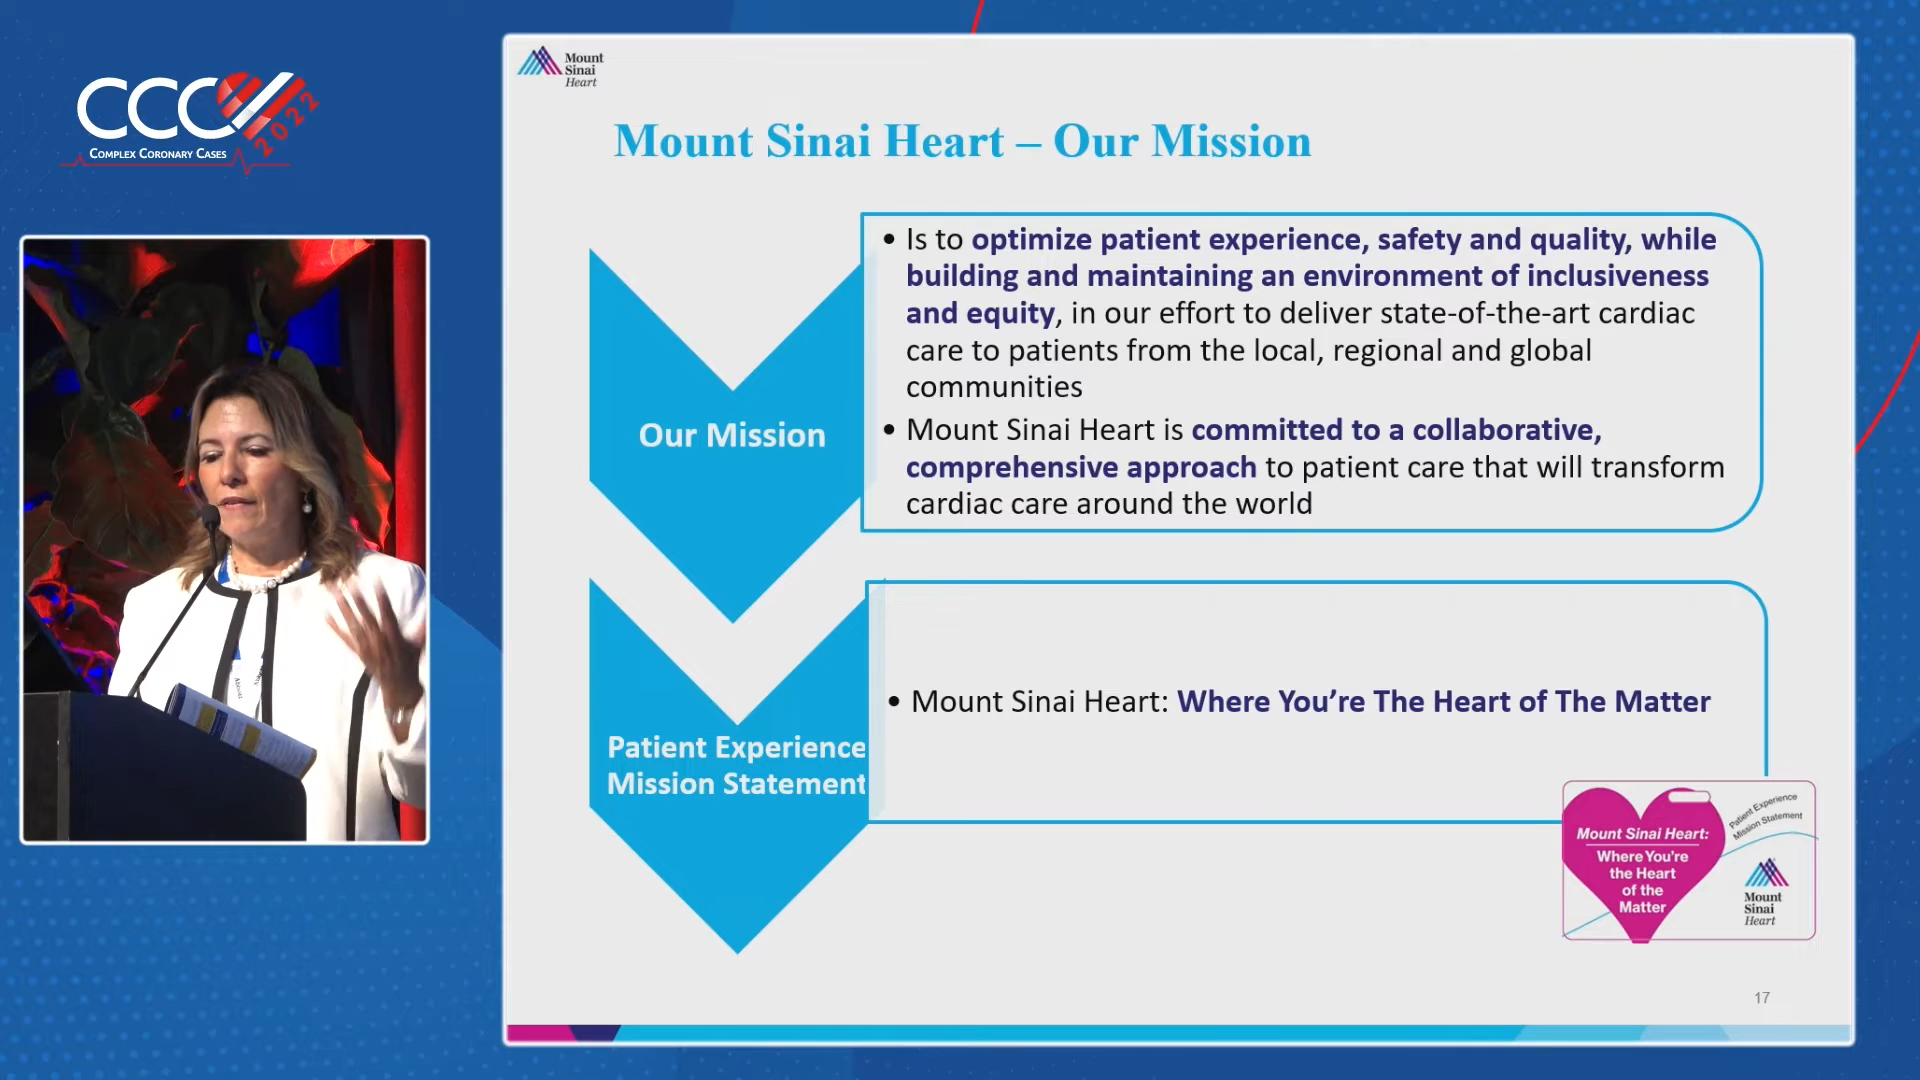 CCC
2022
COMPLEX CORONARY CASES
Mount
Sinai
Heart
Mount Sinai Heart – Our Mission
Our Mission
• Is to optimize patient experience, safety and quality, while
building and maintaining an environment of inclusiveness
and equity, in our effort to deliver state-of-the-art cardiac
care to patients from the local, regional and global
communities
• Mount Sinai Heart is committed to a collaborative,
comprehensive approach to patient care that will transform
cardiac care around the world
Patient Experience
Mission Statement
• Mount Sinai Heart: Where You’re The Heart of The Matter
Mount Sinai Heart:
Where You're
the Heart
of the
Matter
Patient Experience
Mission Statement
Mount
Sinai
Heart
17
Abbott